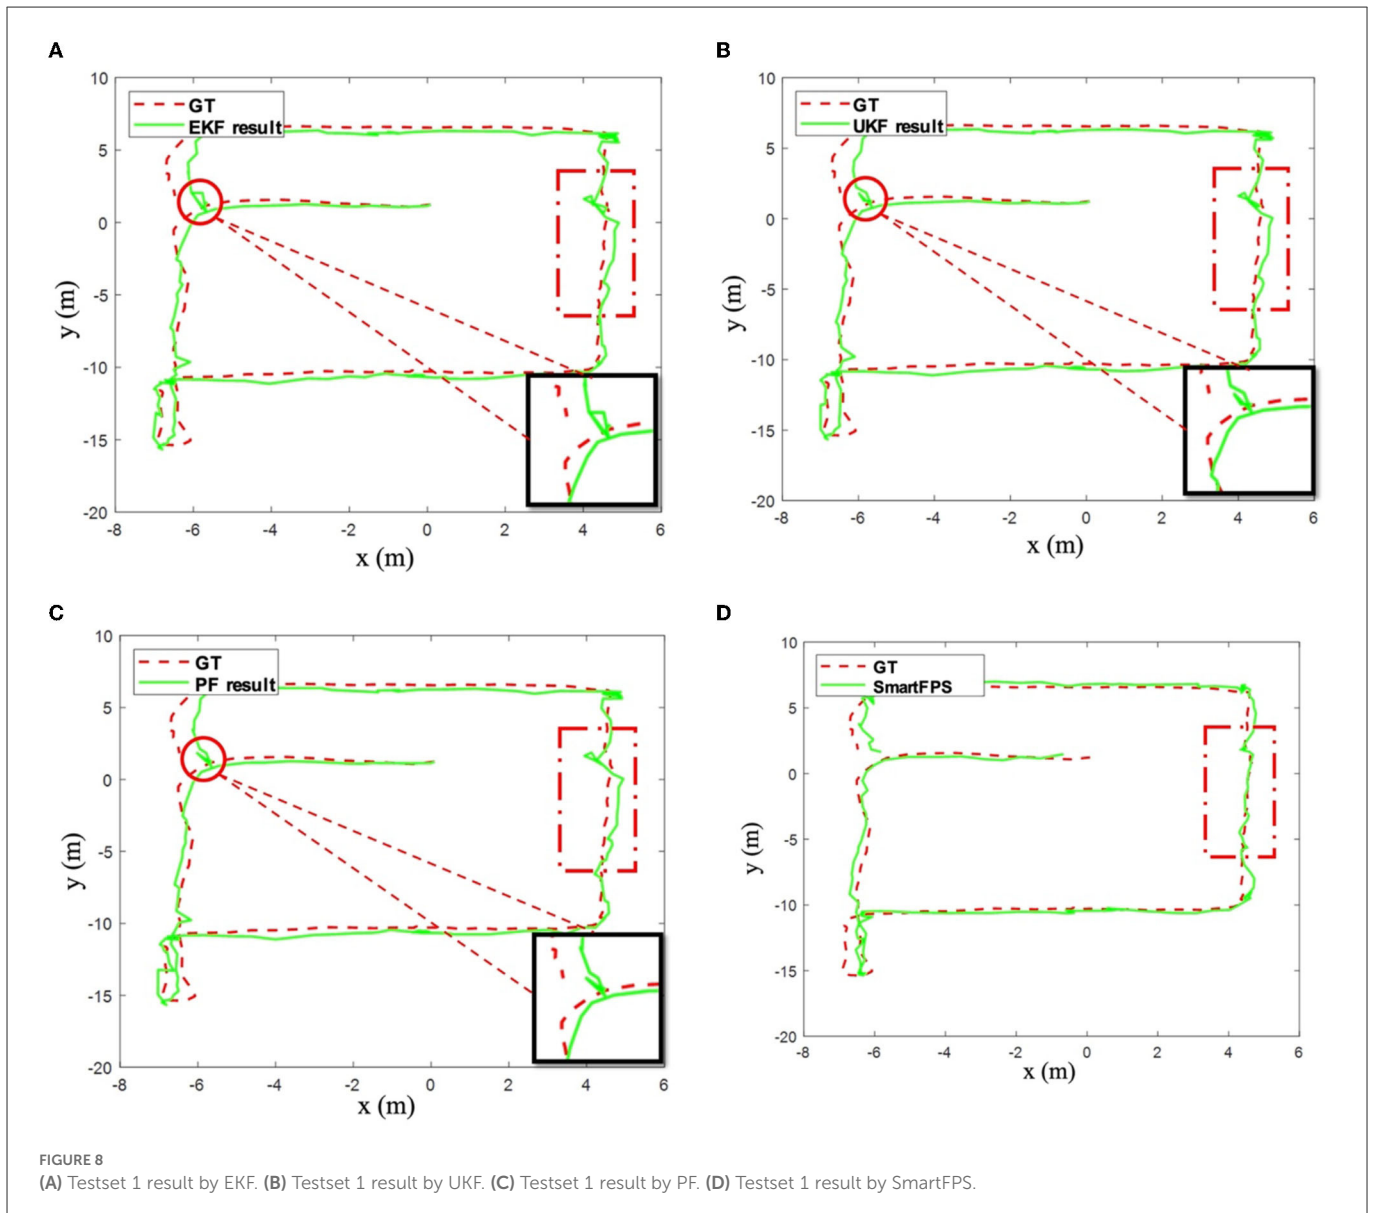 A
10
5
0
-5
-10
-15
-20
-8
-6
-4
-2
0
2
4
6
y (m)
x (m)
GT
EKF result
B
10
5
0
-5
-10
-15
-20
-8
-6
-4
-2
0
2
4
6
y (m)
x (m)
GT
UKF result
C
10
5
0
-5
-10
-15
-20
-8
-6
-4
-2
0
2
4
6
y (m)
x (m)
GT
PF result
D
10
5
0
-5
-10
-15
-20
-8
-6
-4
-2
0
2
4
6
y (m)
x (m)
GT
SmartFPS
FIGURE 8
(A) Testset 1 result by EKF. (B) Testset 1 result by UKF. (C) Testset 1 result by PF. (D) Testset 1 result by SmartFPS.